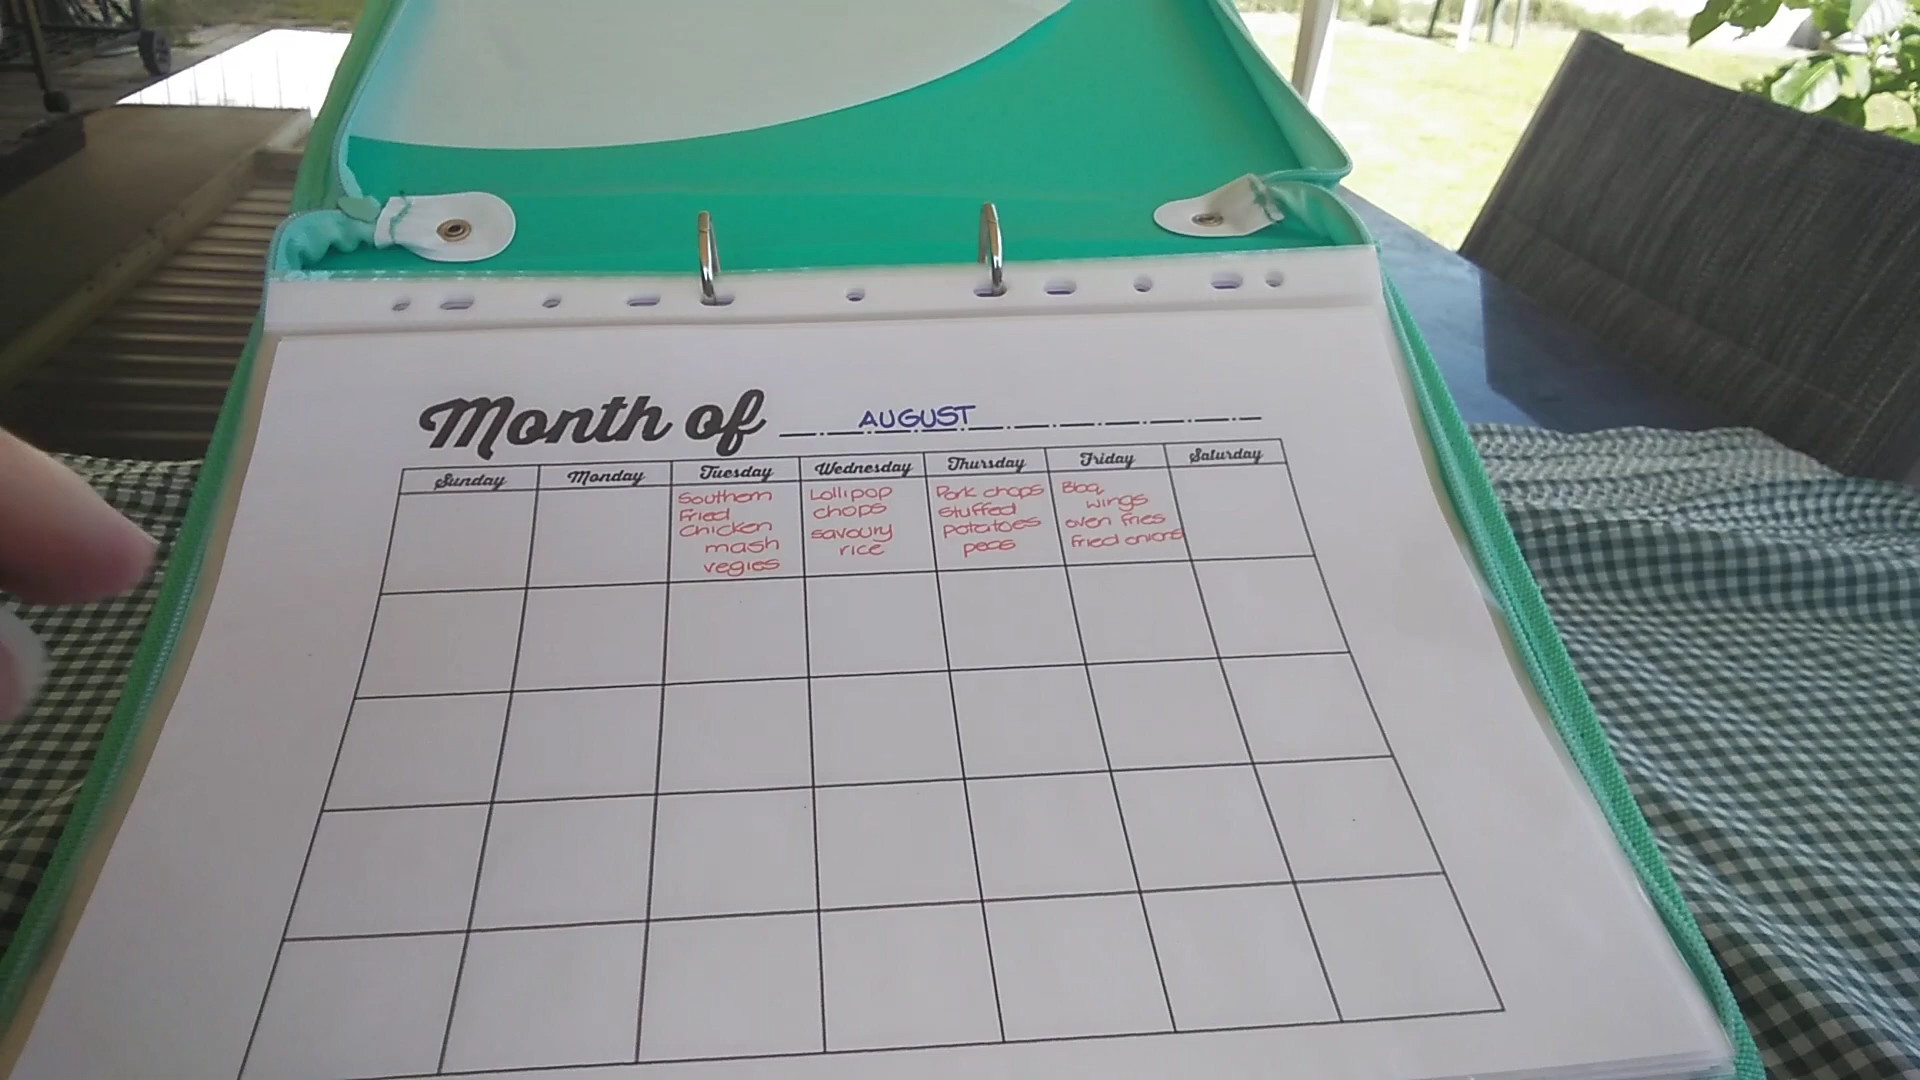 Month of AUGUST
Sunday Monday Tuesday Wednesday Thursday Friday Saturday
Southern
Fried
Chicken
mash
vegies
Lollipop
chops
savoury
rice
Pork chops
stuffed
potatoes
peas
Bbq
wings
oven fries
fried onions